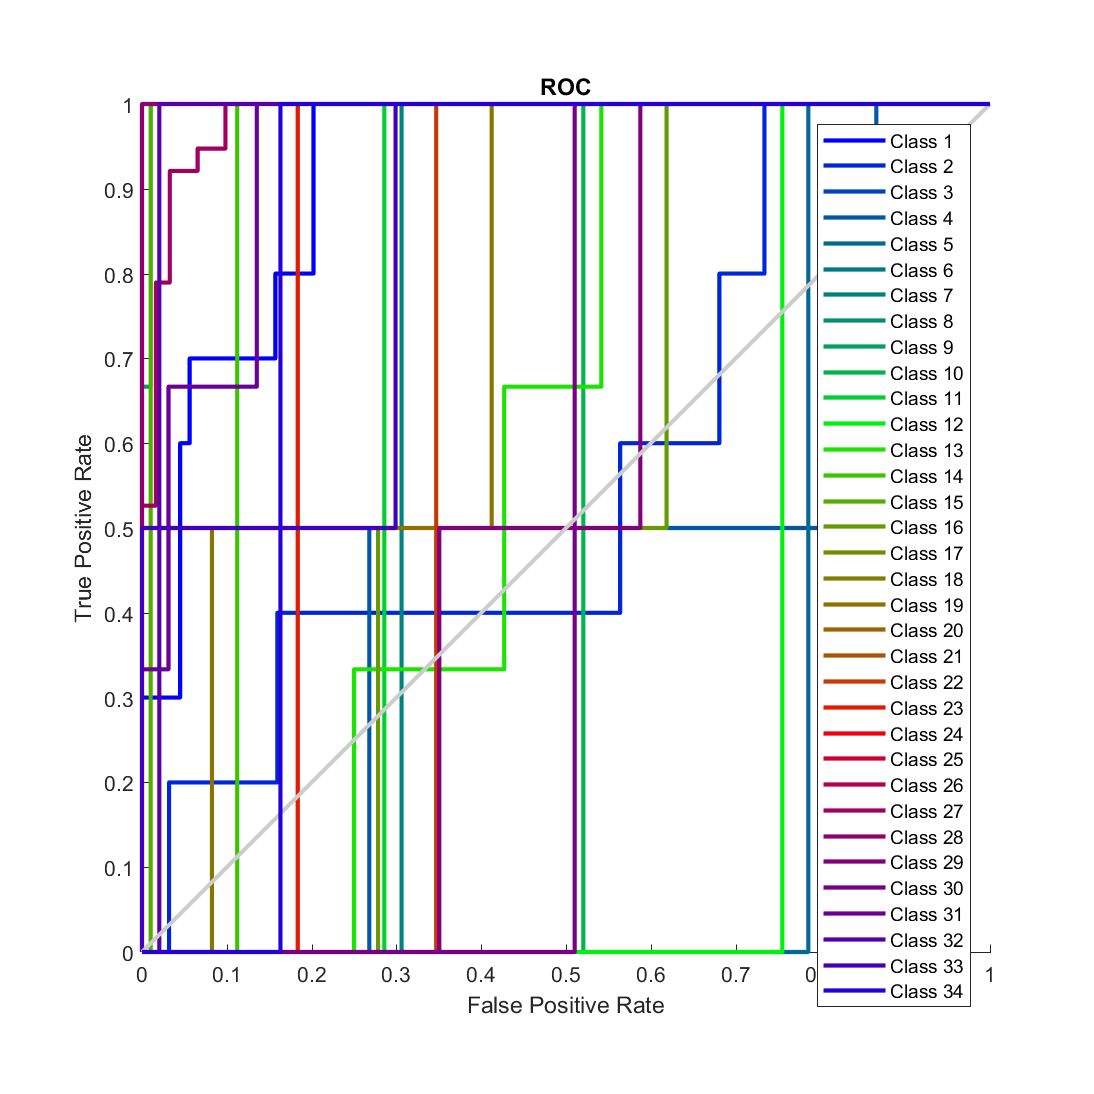 ROC
True Positive Rate
1
0.9
0.8
0.7
0.6
0.5
0.4
0.3
0.2
0.1
0
Class 1
Class 2
Class 3
Class 4
Class 5
Class 6
Class 7
Class 8
Class 9
Class 10
Class 11
Class 12
Class 13
Class 14
Class 15
Class 16
Class 17
Class 18
Class 19
Class 20
Class 21
Class 22
Class 23
Class 24
Class 25
Class 26
Class 27
Class 28
Class 29
Class 30
Class 31
Class 32
Class 33
Class 34
0 0.1 0.2 0.3 0.4 0.5 0.6 0.7 1
False Positive Rate